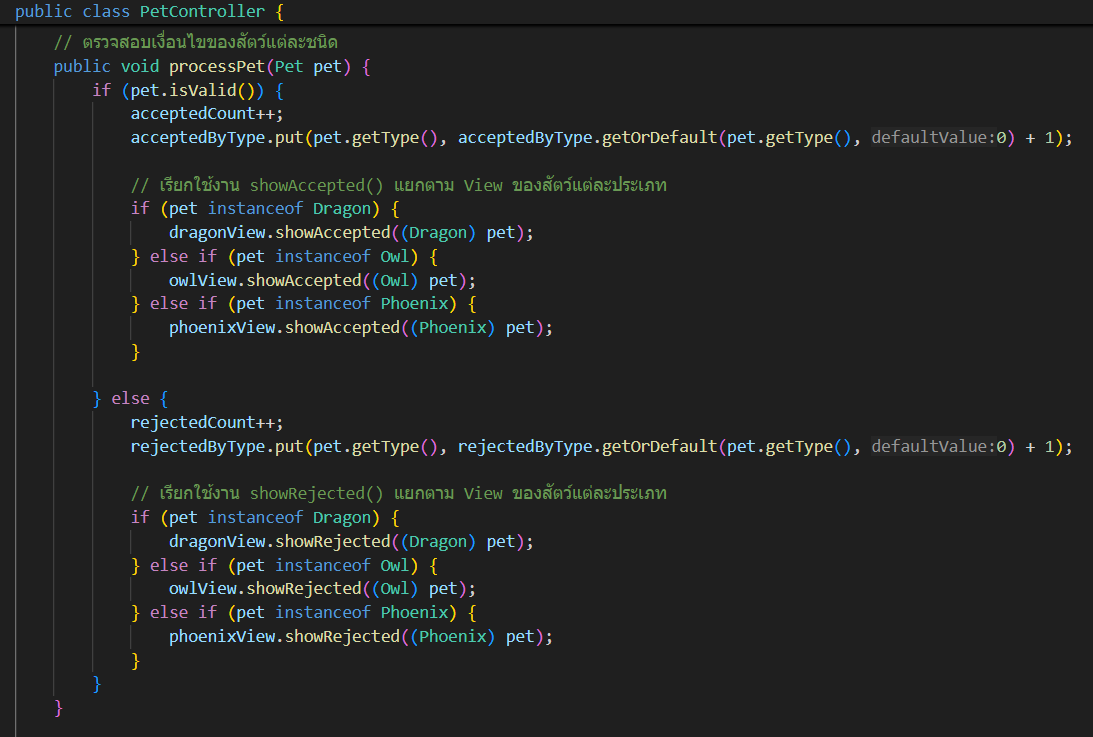 public class PetController {
// ตรวจสอบเงื่อนไขของสัตว์แต่ละชนิด
public void processPet(Pet pet) {
if (pet.isValid()) {
acceptedCount++;
acceptedByType.put(pet.getType(), acceptedByType.getOrDefault(pet.getType(), defaultValue:0) + 1);
// เรียกใช้งาน showAccepted() แยกตาม View ของสัตว์แต่ละประเภท
if (pet instanceof Dragon) {
dragonView.showAccepted((Dragon) pet);
} else if (pet instanceof Owl) {
owlView.showAccepted((Owl) pet);
} else if (pet instanceof Phoenix) {
phoenixView.showAccepted((Phoenix) pet);
}
} else {
rejectedCount++;
rejectedByType.put(pet.getType(), rejectedByType.getOrDefault(pet.getType(), defaultValue:0) + 1);
// เรียกใช้งาน showRejected() แยกตาม View ของสัตว์แต่ละประเภท
if (pet instanceof Dragon) {
dragonView.showRejected((Dragon) pet);
} else if (pet instanceof Owl) {
owlView.showRejected((Owl) pet);
} else if (pet instanceof Phoenix) {
phoenixView.showRejected((Phoenix) pet);
}
}
}